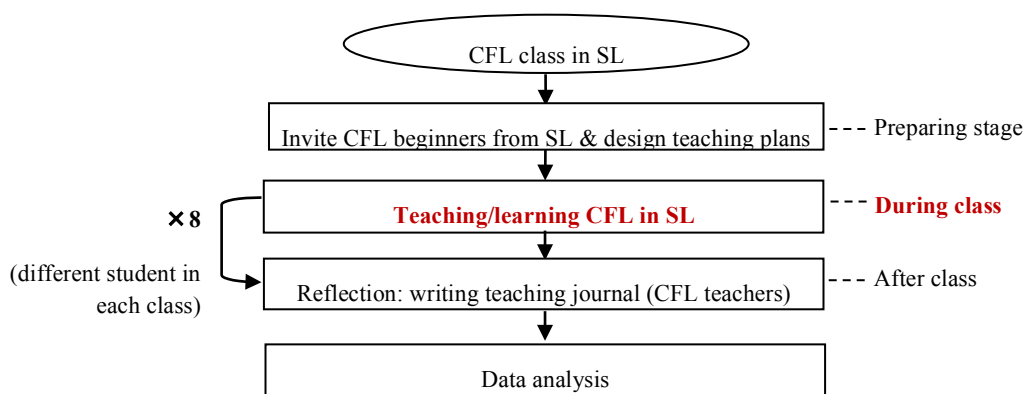 CFL class in SL
Invite CFL beginners from SL & design teaching plans
--- Preparing stage
Teaching/learning CFL in SL
--- During class
×8
(different student in
each class)
Reflection: writing teaching journal (CFL teachers)
--- After class
Data analysis